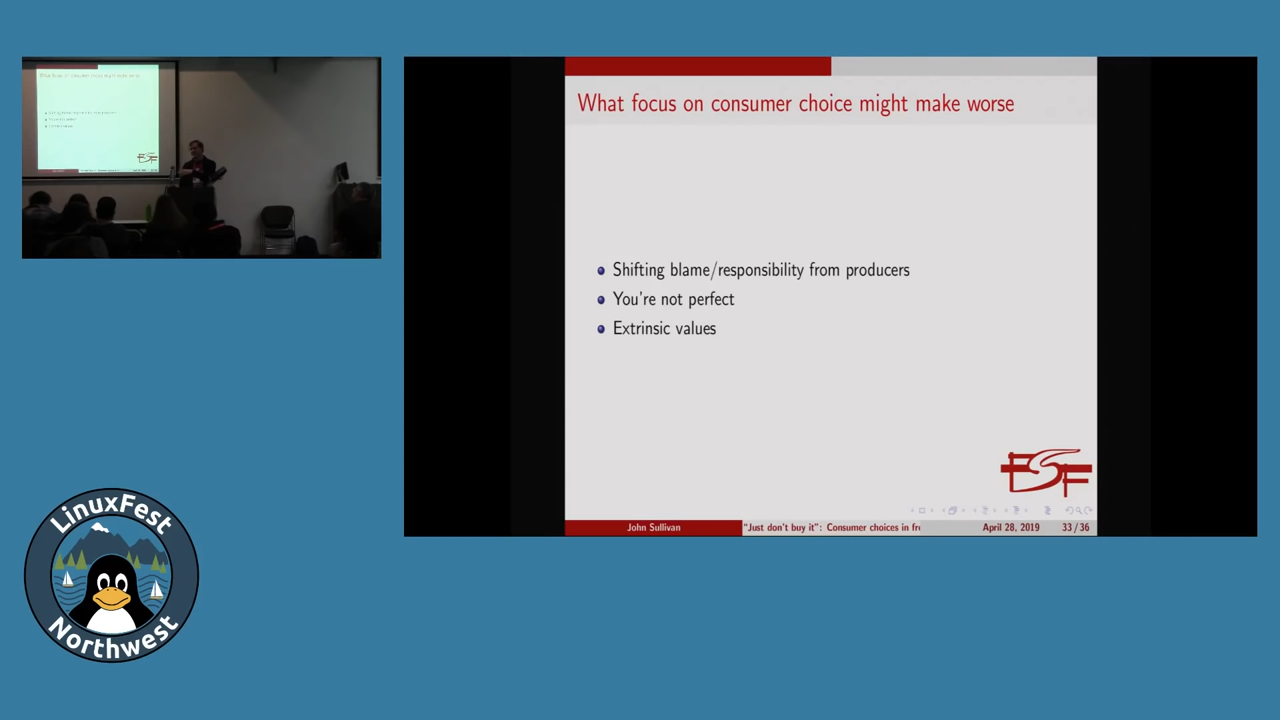 What focus on consumer choice might make worse
Shifting blame/responsibility from producers
You're not perfect
Extrinsic values
FSF
John Sullivan
"Just don't buy it": Consumer choices in fre
April 28, 2019
33 / 36
LinuxFest
Northwest